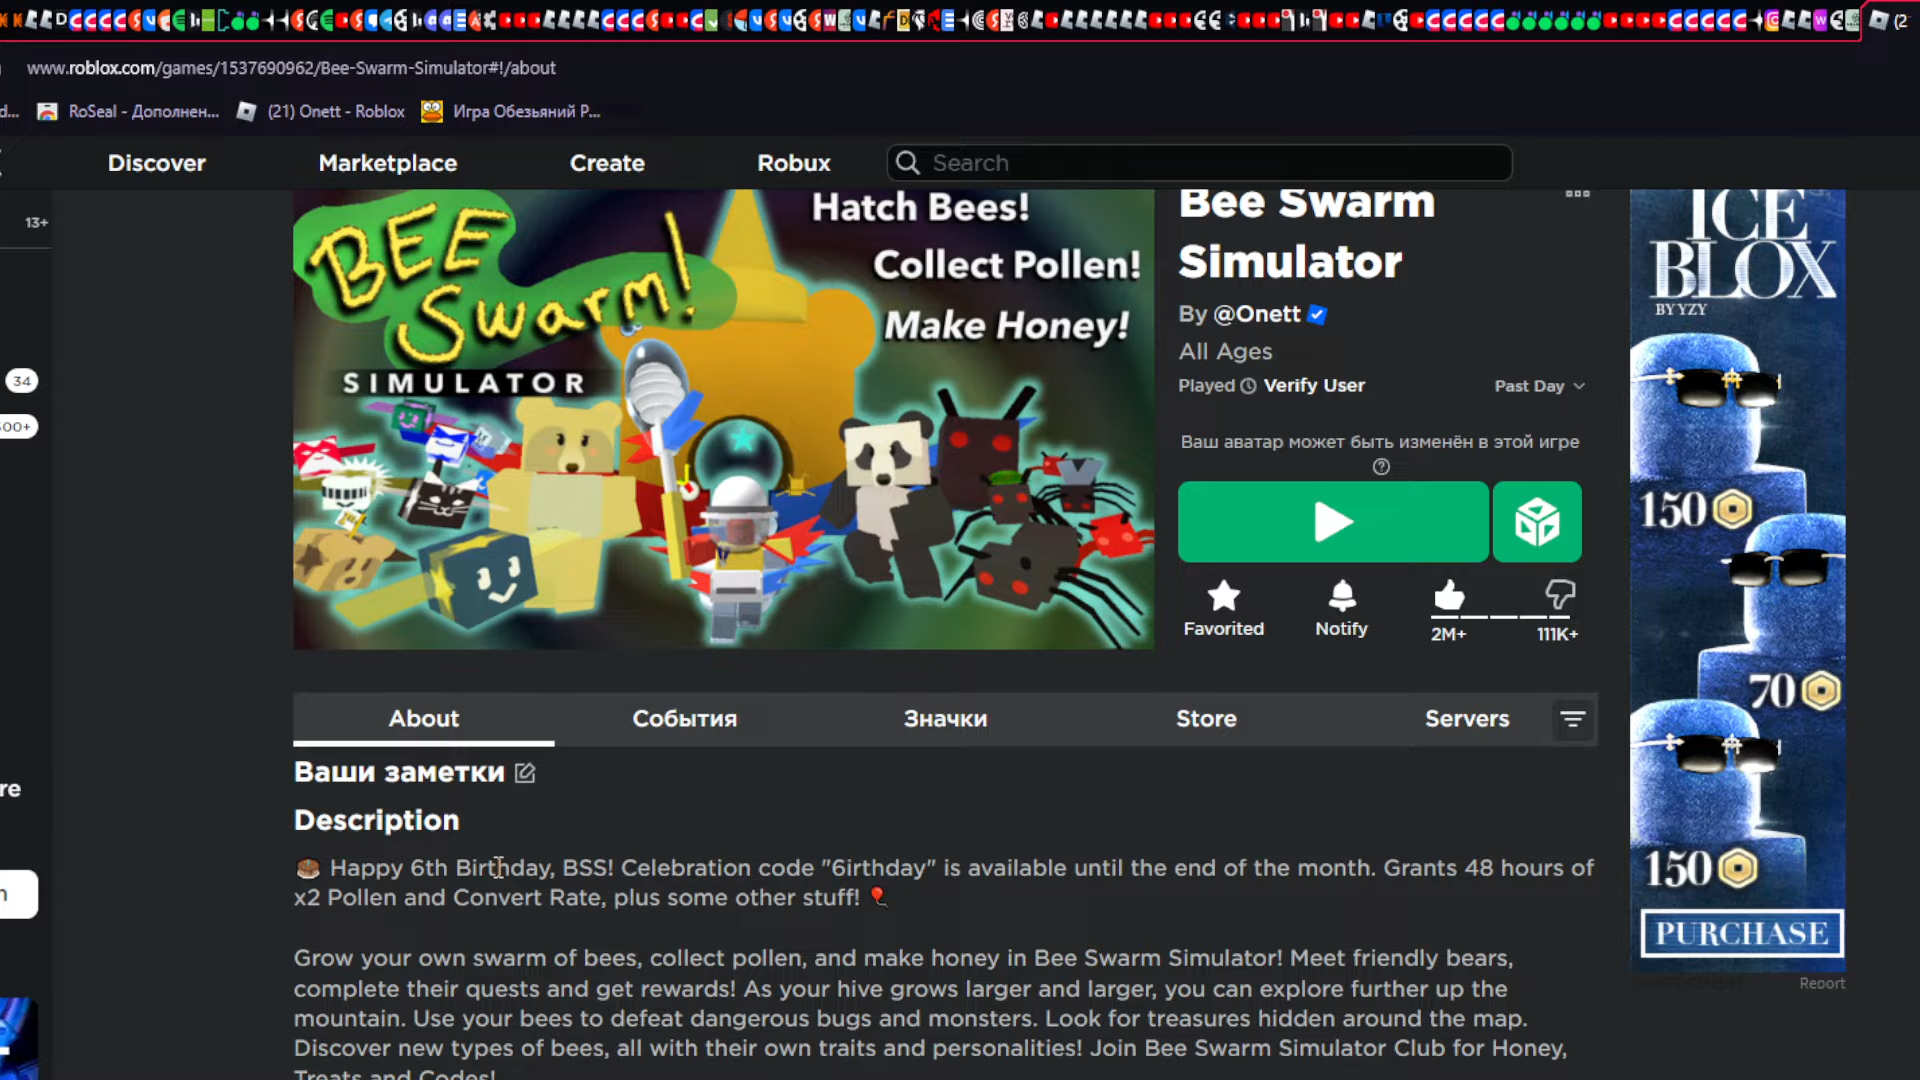 (2
www.roblox.com/games/1537690962/Bee-Swarm-Simulator#!/about
d...
RoSeal - Дополнен...
(21) Onett - Roblox
Игра Обезьяний Р...
Discover
Marketplace
Create
Robux
Search
13+
34
500+
re
n
BEE
Swarm!
SIMULATOR
Hatch Bees!
Collect Pollen!
Make Honey!
Bee Swarm
Simulator
By @Onett
All Ages
Played Verify User
Past Day
Ваш аватар может быть изменён в этой игре
Favorited
Notify
2M+
111K+
About
События
Значки
Store
Servers
Ваши заметки
Description
Happy 6th Birthday, BSS! Celebration code "6irthday" is available until the end of the month. Grants 48 hours of
x2 Pollen and Convert Rate, plus some other stuff!
Grow your own swarm of bees, collect pollen, and make honey in Bee Swarm Simulator! Meet friendly bears,
complete their quests and get rewards! As your hive grows larger and larger, you can explore further up the
mountain. Use your bees to defeat dangerous bugs and monsters. Look for treasures hidden around the map.
Discover new types of bees, all with their own traits and personalities! Join Bee Swarm Simulator Club for Honey,
Treats and Codes!
ICE
BLOX
BY YZY
150
70
150
PURCHASE
Report